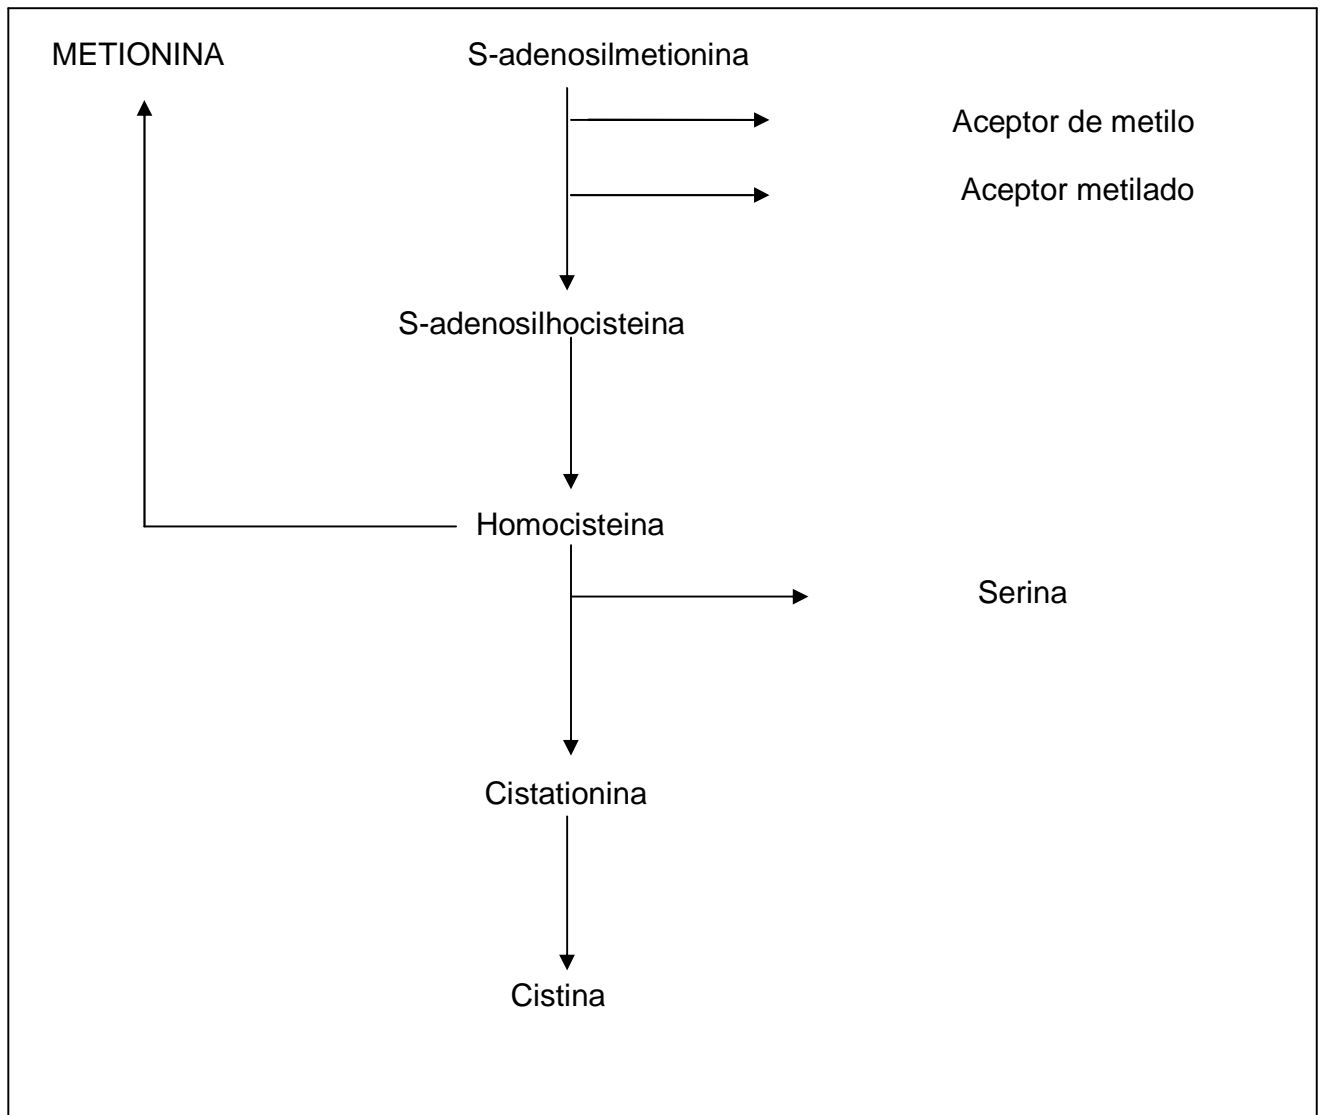 METIONINA
S-adenosilmetionina
Aceptor de metilo
Aceptor metilado
S-adenosilhocisteina
Homocisteina
Serina
Cistationina
Cistina